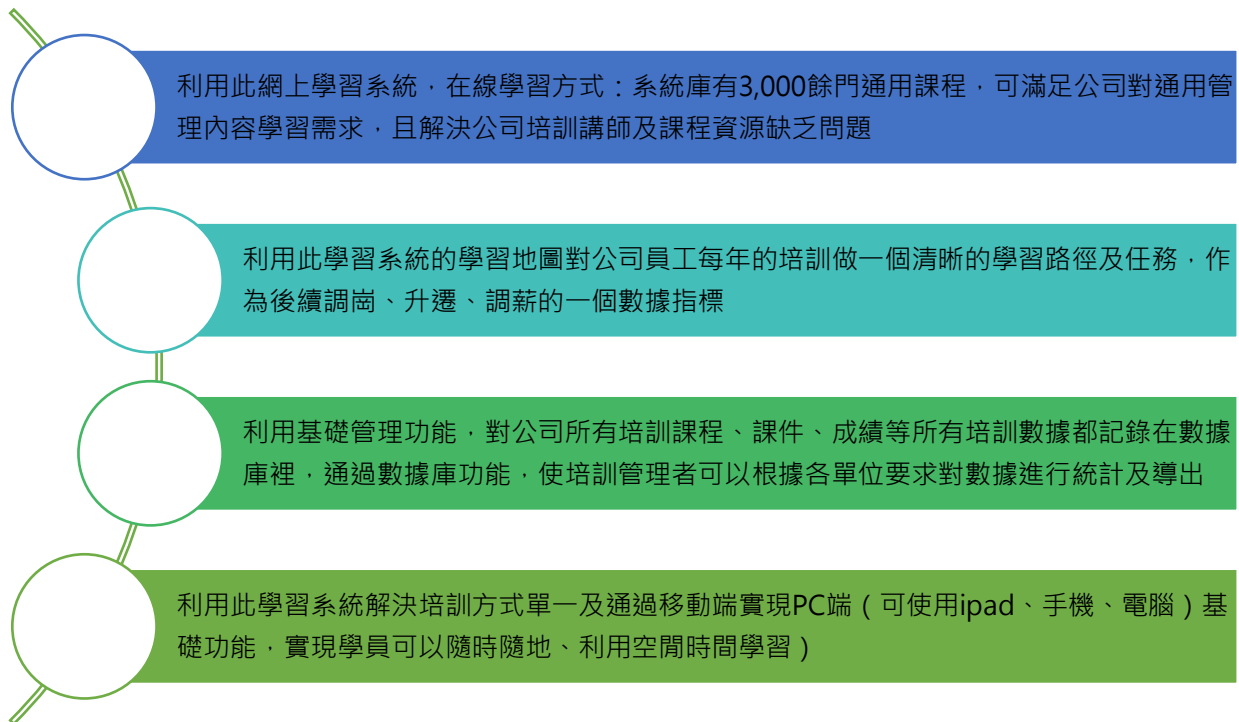 利用此網上學習系統，在線學習方式：系統庫有3,000餘門通用課程，可滿足公司對通用管
理內容學習需求，且解決公司培訓講師及課程資源缺乏問題
利用此學習系統的學習地圖對公司員工每年的培訓做一個清晰的學習路徑及任務，作
為後續調崗、升遷、調薪的一個數據指標
利用基礎管理功能，對公司所有培訓課程、課件、成績等所有培訓數據都記錄在數據
庫裡，通過數據庫功能，使培訓管理者可以根據各單位要求對數據進行統計及導出
利用此學習系統解決培訓方式單一及通過移動端實現PC端（可使用ipad、手機、電腦）基
礎功能，實現學員可以隨時隨地、利用空閒時間學習）